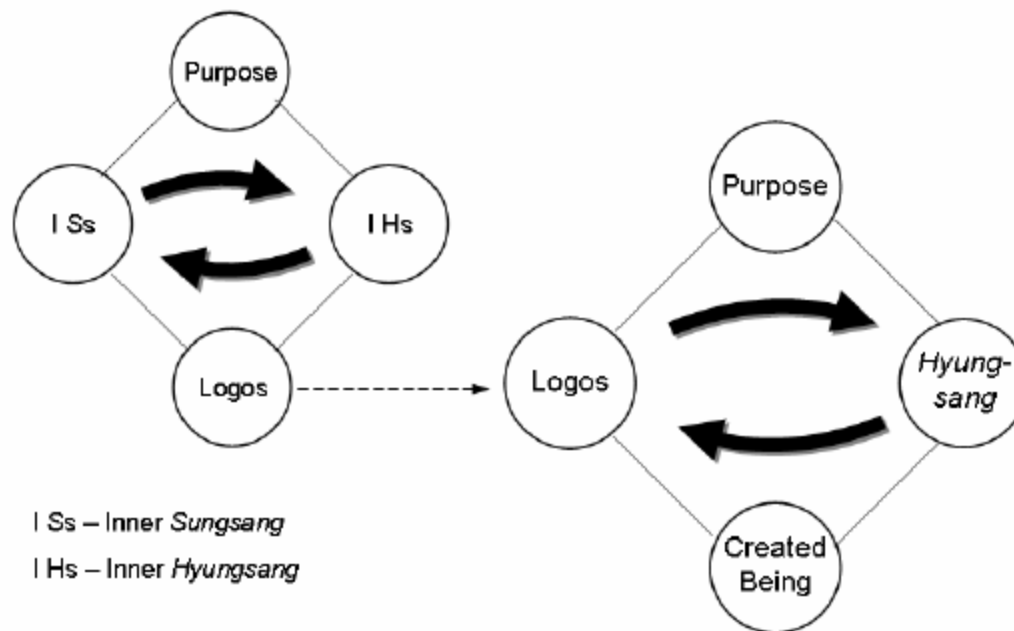 Purpose
I Ss
I Hs
Logos
I Ss – Inner Sungsang
I Hs – Inner Hyungsang
Purpose
Logos
Hyung-
sang
Created
Being